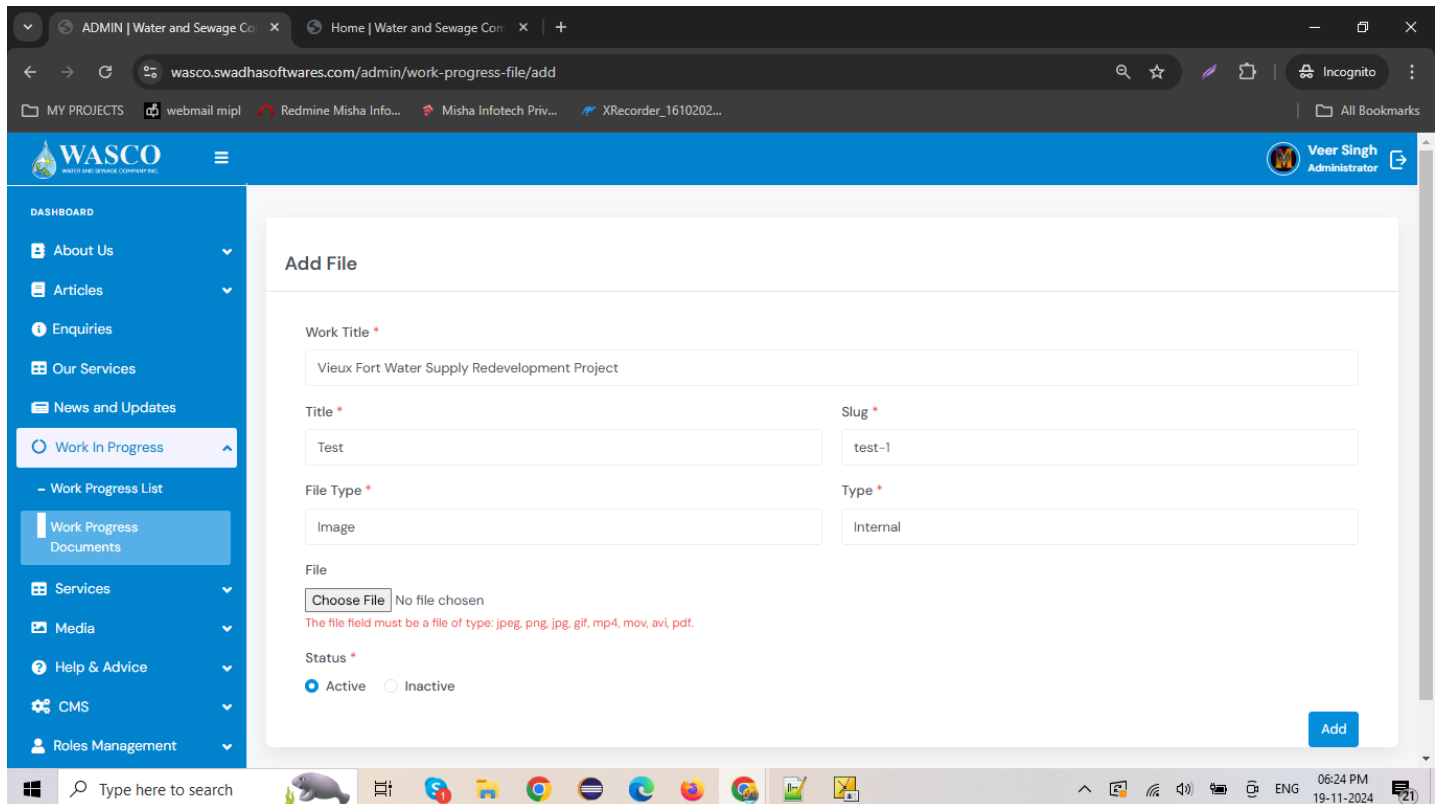 ADMIN | Water and Sewage Co
Home | Water and Sewage Com
wasco.swadhasoftwares.com/admin/work-progress-file/add
Incognito
MY PROJECTS
webmail mipl
Redmine Misha Info...
Misha Infotech Priv...
XRecorder_1610202...
All Bookmarks
WASCO
WATER AND SEWAGE COMPANY INC.
Veer Singh
Administrator
DASHBOARD
About Us
Articles
Enquiries
Our Services
News and Updates
Work In Progress
– Work Progress List
Work Progress
Documents
Services
Media
Help & Advice
CMS
Roles Management
Add File
Work Title *
Vieux Fort Water Supply Redevelopment Project
Title *
Slug *
Test
test-1
File Type *
Type *
Image
Internal
File
Choose File No file chosen
The file field must be a file of type: jpeg, png, jpg, gif, mp4, mov, avi, pdf.
Status *
Active
Inactive
Add
Type here to search
ENG
06:24 PM
19-11-2024
21